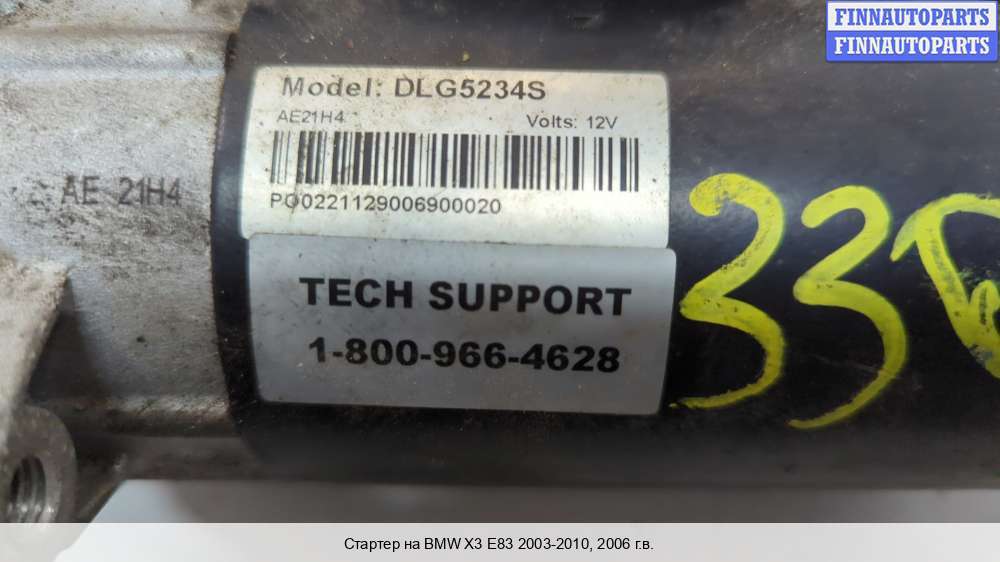 FINNAUTOPARTS
FINNAUTOPARTS
Model: DLG5234S
AE21H4 Volts: 12V
PO0221129006900020
AE 21H4
TECH SUPPORT
1-800-966-4628
Стартер на BMW X3 E83 2003-2010, 2006 г.в.